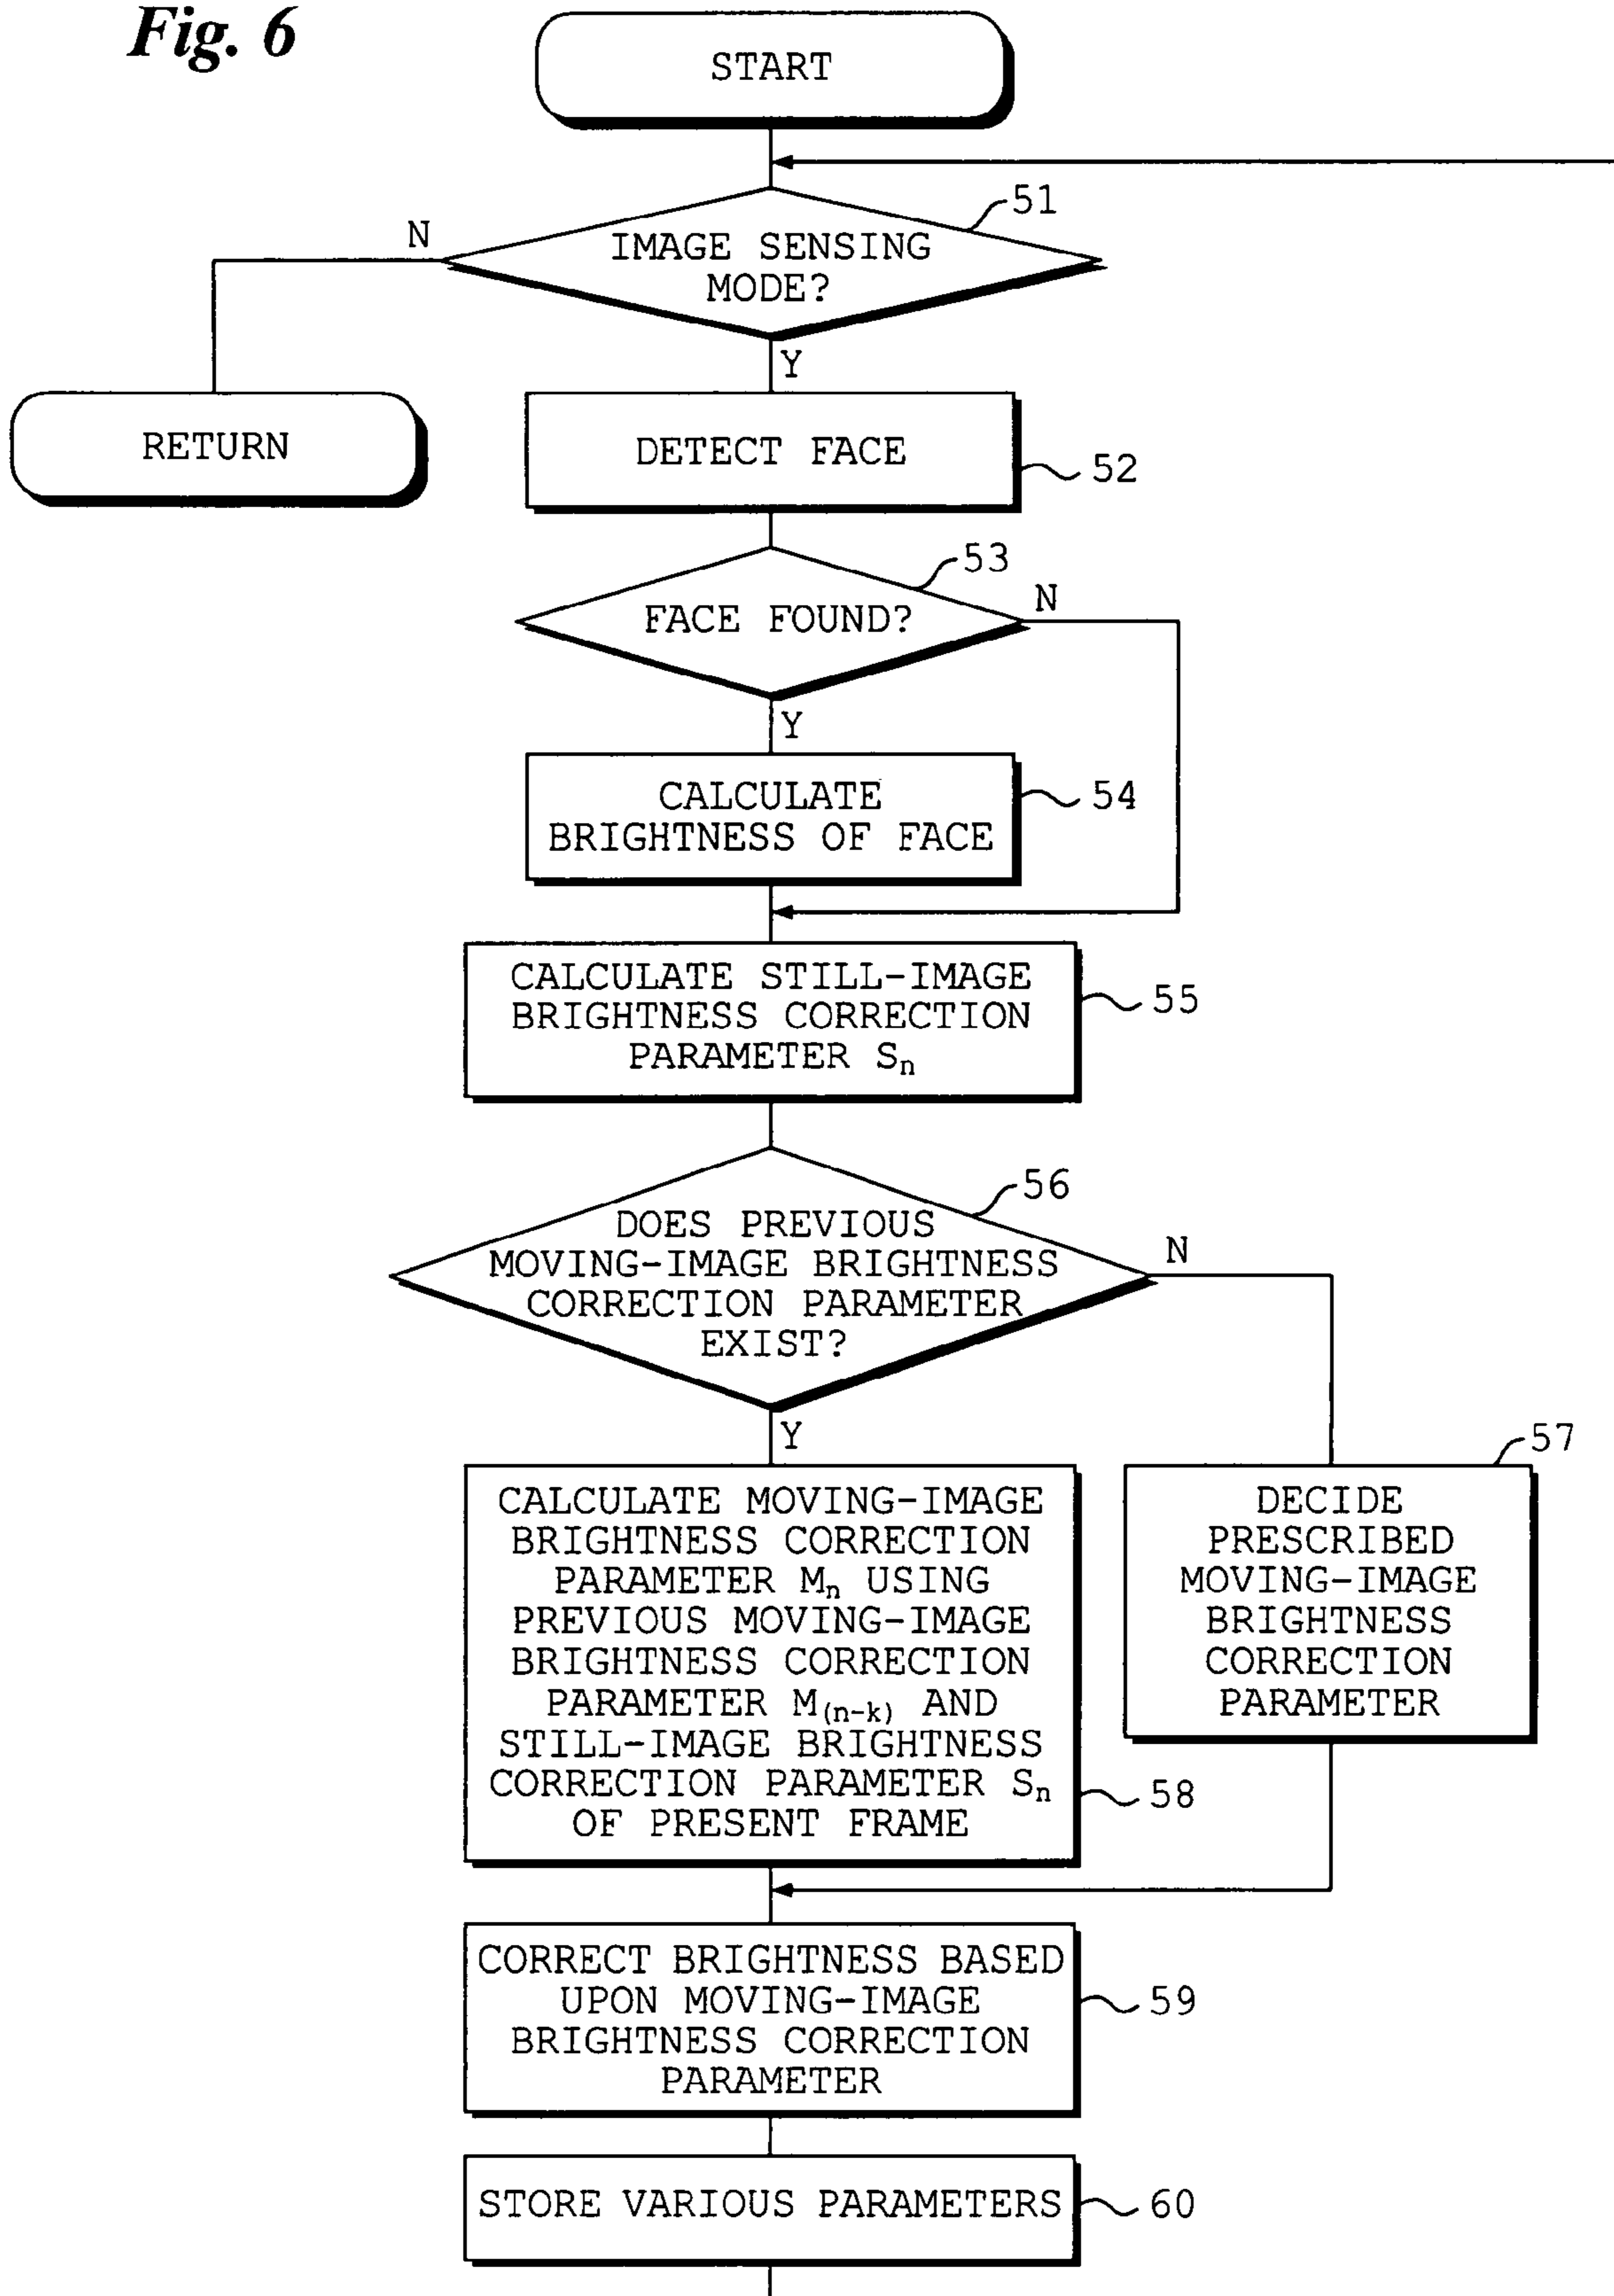 Fig. 6
START
51
N
IMAGE SENSING
MODE?
Y
RETURN
DETECT FACE
52
53
N
FACE FOUND?
Y
CALCULATE
BRIGHTNESS OF FACE
54
CALCULATE STILL-IMAGE
BRIGHTNESS CORRECTION
PARAMETER Sn
55
56
DOES PREVIOUS
MOVING-IMAGE BRIGHTNESS
CORRECTION PARAMETER
EXIST?
N
Y
57
CALCULATE MOVING-IMAGE
BRIGHTNESS CORRECTION
PARAMETER Mn USING
PREVIOUS MOVING-IMAGE
BRIGHTNESS CORRECTION
PARAMETER M(n-k) AND
STILL-IMAGE BRIGHTNESS
CORRECTION PARAMETER Sn
OF PRESENT FRAME
58
DECIDE
PRESCRIBED
MOVING-IMAGE
BRIGHTNESS
CORRECTION
PARAMETER
CORRECT BRIGHTNESS BASED
UPON MOVING-IMAGE
BRIGHTNESS CORRECTION
PARAMETER
59
STORE VARIOUS PARAMETERS
60